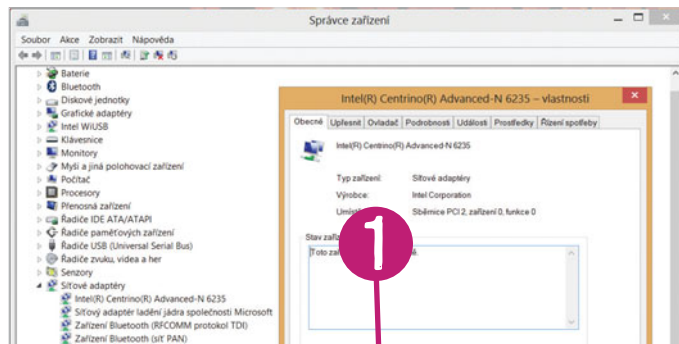 Správce zařízení
Soubor Akce Zobrazit Nápověda
Baterie
Bluetooth
Diskové jednotky
Grafické adaptéry
Intel WiUSB
Klávesnice
Monitory
Myši a jiná polohovací zařízení
Počítač
Procesory
Přenosná zařízení
Řadiče IDE ATA/ATAPI
Řadiče paměťových zařízení
Řadiče USB (Universal Serial Bus)
Řadiče zvuku, videa a her
Senzory
Síťové adaptéry
Intel(R) Centrino(R) Advanced-N 6235
Síťový adaptér ladění jádra společnosti Microsoft
Zařízení Bluetooth (RFCOMM protokol TDI)
Zařízení Bluetooth (síť PAN)
Intel(R) Centrino(R) Advanced-N 6235 – vlastnosti
Obecné Upřesnit Ovladač Podrobnosti Události Prostředky Řízení spotřeby
Intel(R) Centrino(R) Advanced-N 6235
Typ zařízení: Síťové adaptéry
Výrobce: Intel Corporation
Sběrnice PCI 2, zařízení 0, funkce 0
Stav
Toto
1